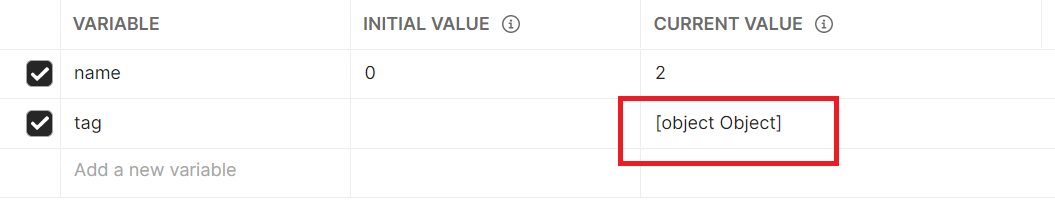 VARIABLE INITIAL VALUE CURRENT VALUE
name 0 2
tag [object Object]
Add a new variable